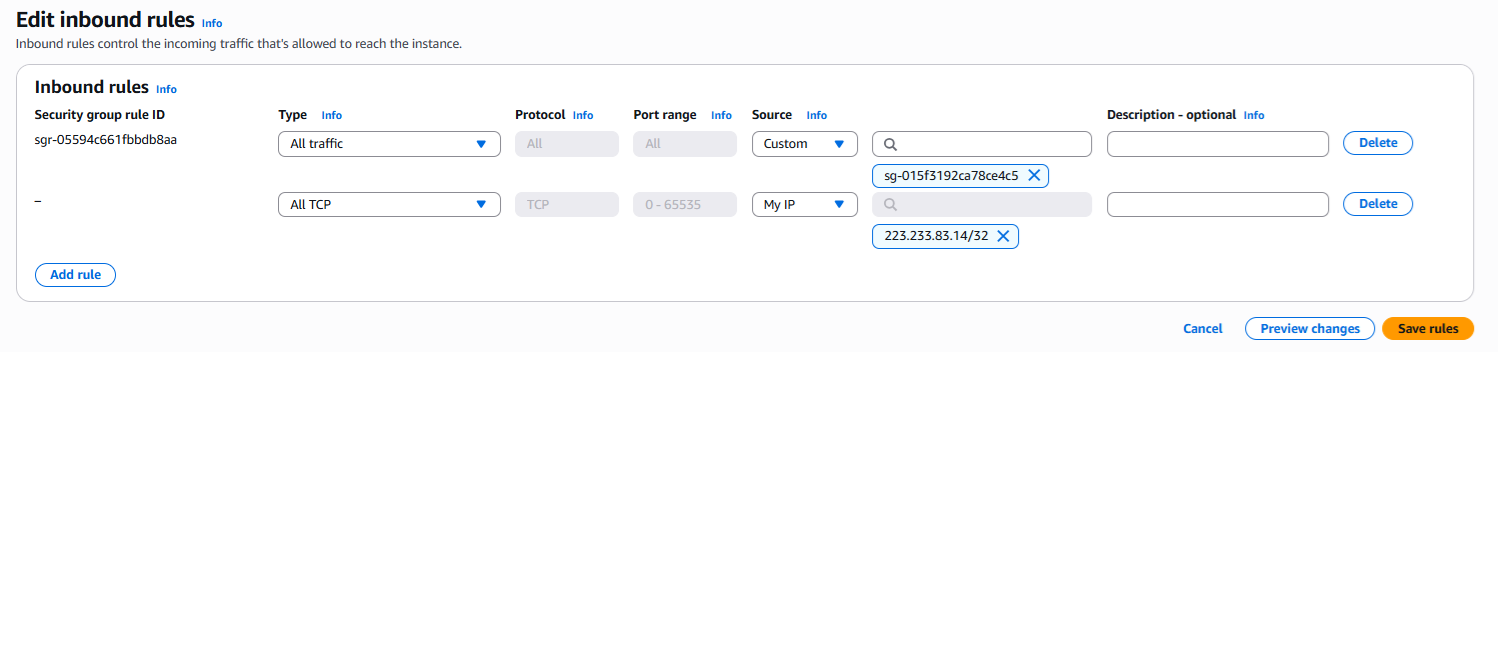 Edit inbound rules Info
Inbound rules control the incoming traffic that's allowed to reach the instance.
Inbound rules Info
Security group rule ID Type Info Protocol Info Port range Info Source Info Description - optional Info
sgr-05594c661fbbdb8aa All traffic All All Custom Delete
sg-015f3192ca78ce4c5
– All TCP TCP 0 - 65535 My IP Delete
223.233.83.14/32
Add rule
Cancel Preview changes Save rules